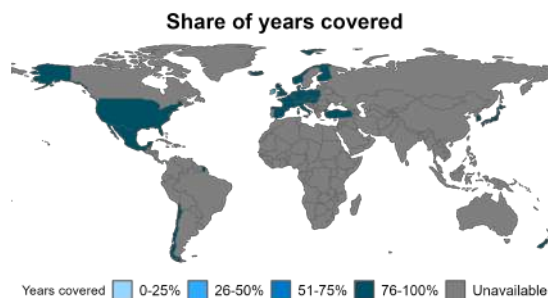 Share of years covered
Years covered 0-25% 26-50% 51-75% 76-100% Unavailable